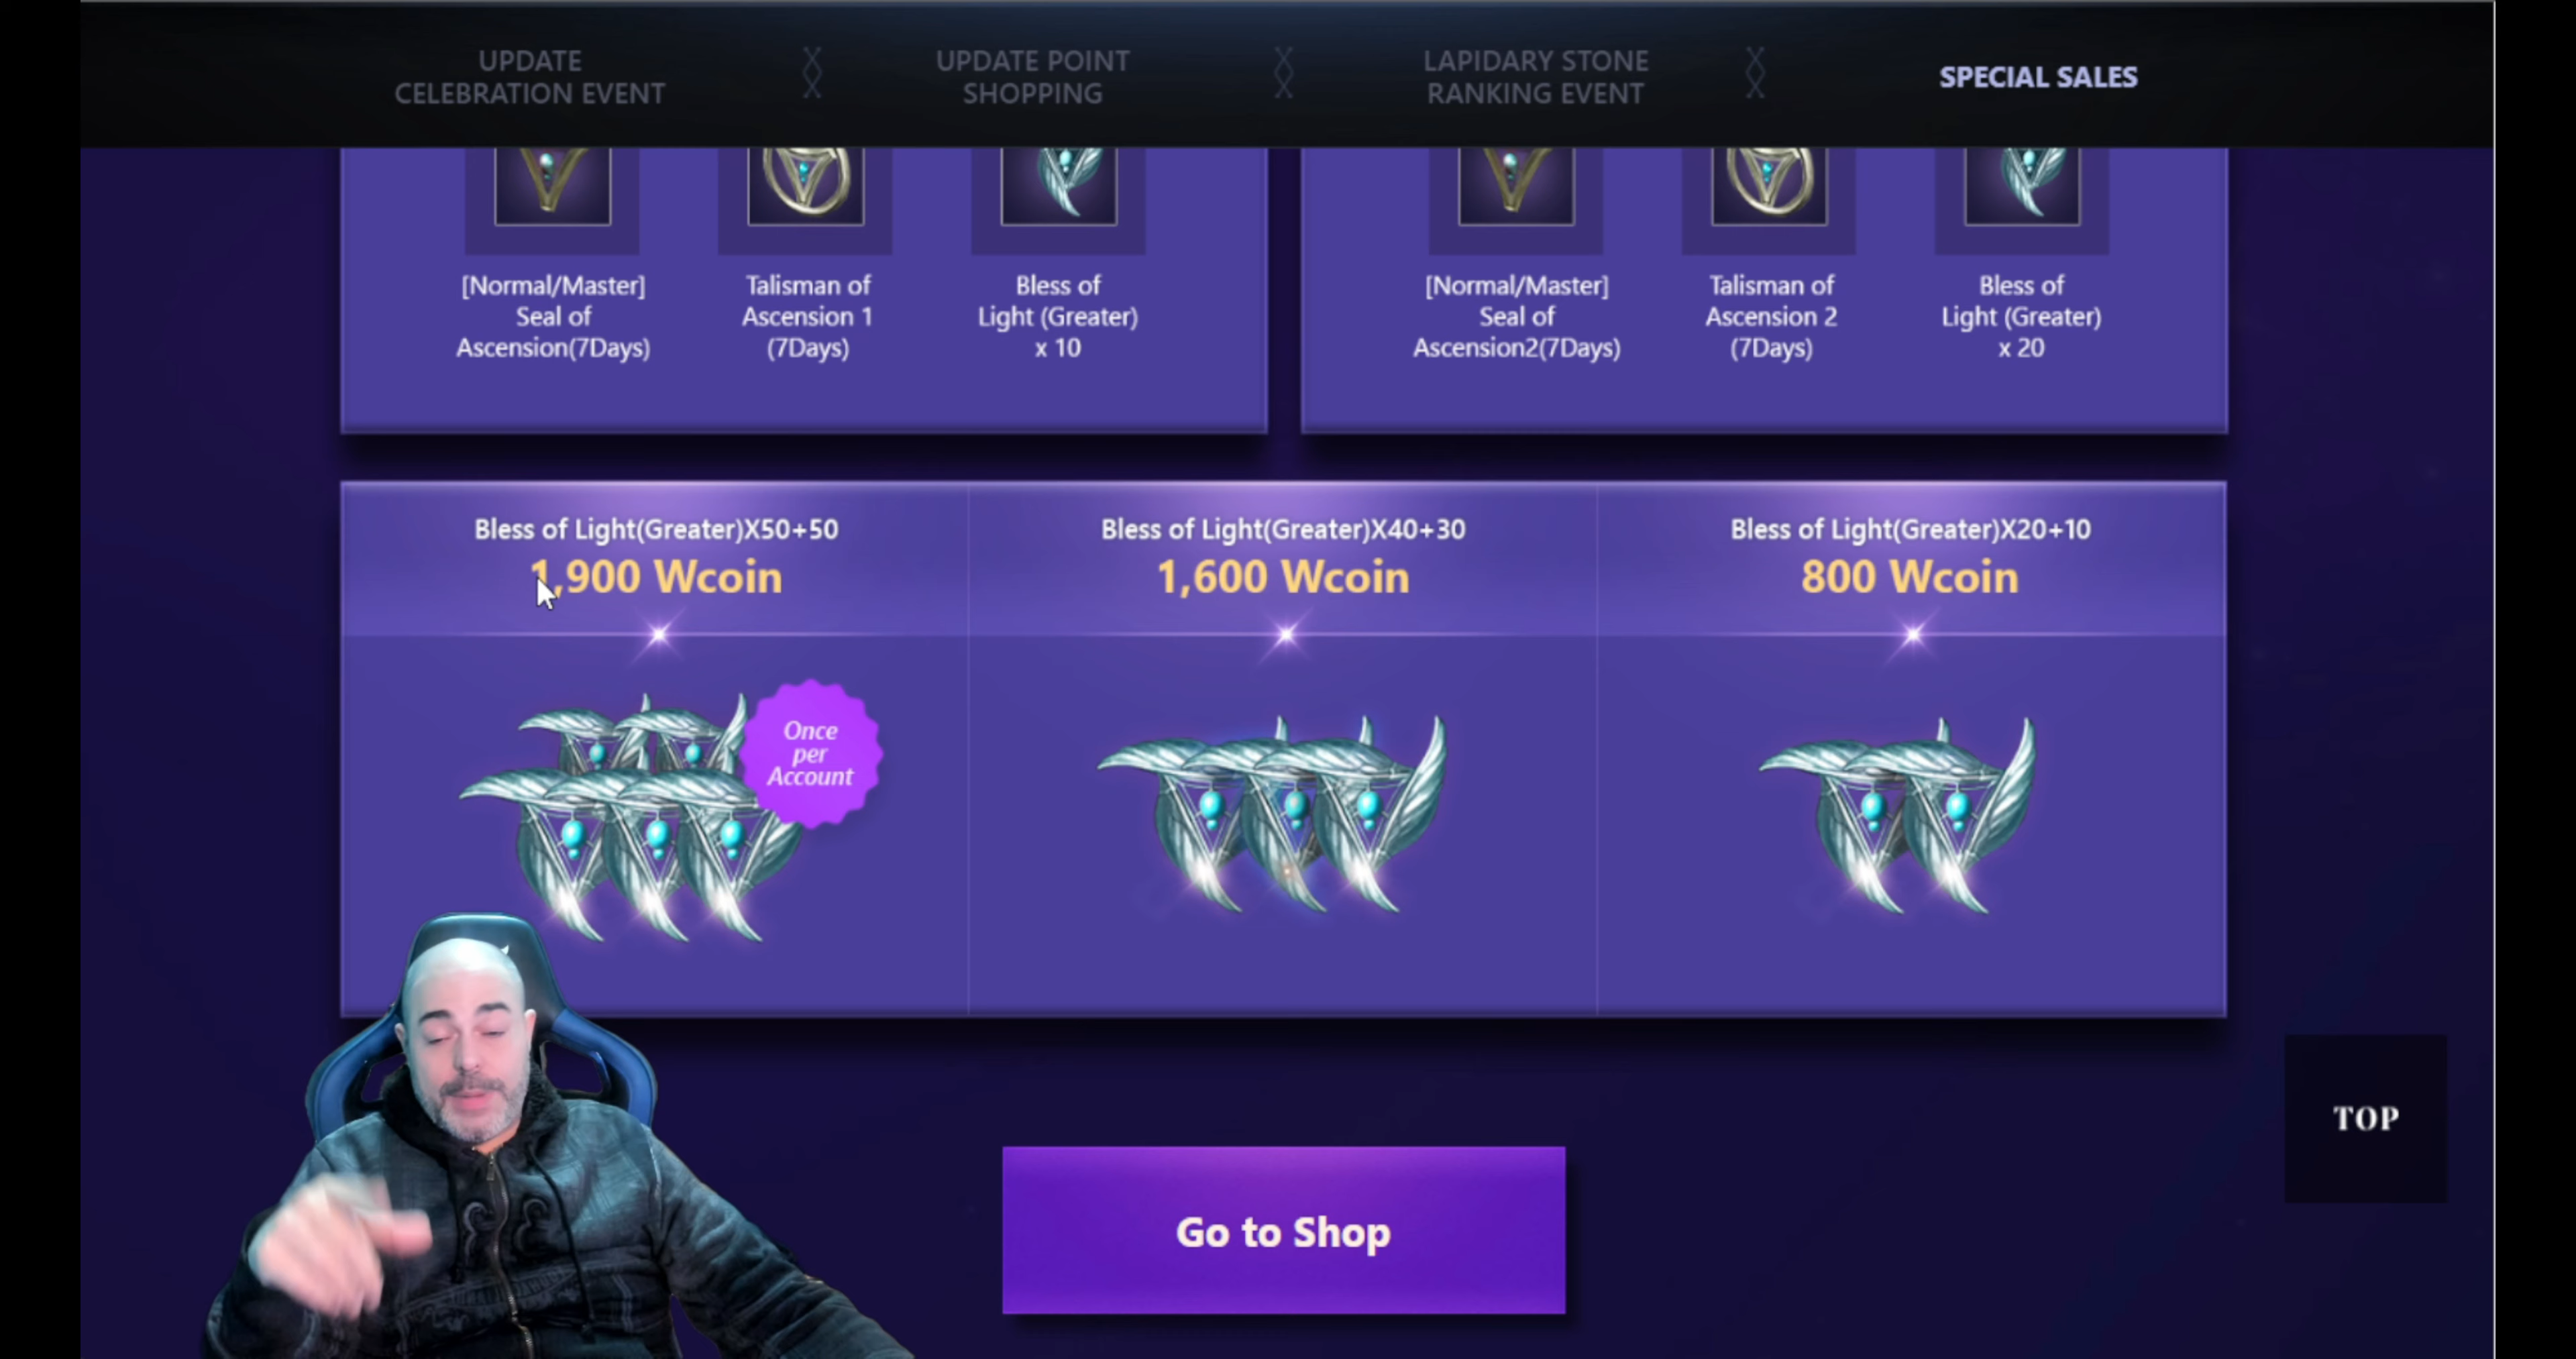 UPDATE
CELEBRATION EVENT
UPDATE POINT
SHOPPING
LAPIDARY STONE
RANKING EVENT
SPECIAL SALES
[Normal/Master]
Seal of
Ascension(7Days)
Talisman of
Ascension 1
(7Days)
Bless of
Light (Greater)
x 10
[Normal/Master]
Seal of
Ascension2(7Days)
Talisman of
Ascension 2
(7Days)
Bless of
Light (Greater)
x 20
Bless of Light(Greater)X50+50
1,900 Wcoin
Once
per
Account
Bless of Light(Greater)X40+30
1,600 Wcoin
Bless of Light(Greater)X20+10
800 Wcoin
Go to Shop
TOP